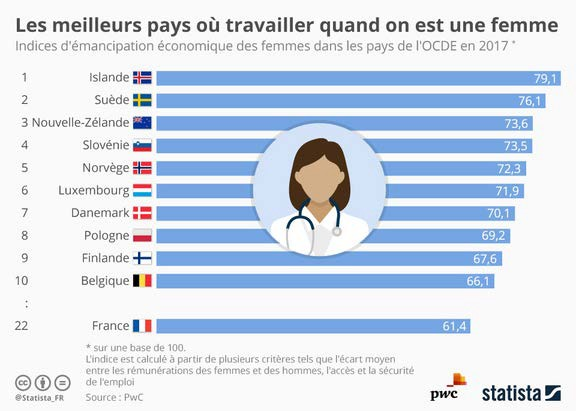 Les meilleurs pays où travailler quand on est une femme
Indices d'émancipation économique des femmes dans les pays de l'OCDE en 2017 *
1 Islande 79,1
2 Suède 76,1
3 Nouvelle-Zélande 73,6
4 Slovénie 73,5
5 Norvège 72,3
6 Luxembourg 71,9
7 Danemark 70,1
8 Pologne 69,2
9 Finlande 67,6
10 Belgique 66,1
:
22 France 61,4
* sur une base de 100.
L'indice est calculé à partir de plusieurs critères tels que l'écart moyen
entre les rémunérations des femmes et des hommes, l'accès et la sécurité
de l'emploi
@Statista_FR
Source : PwC
pwc
statista